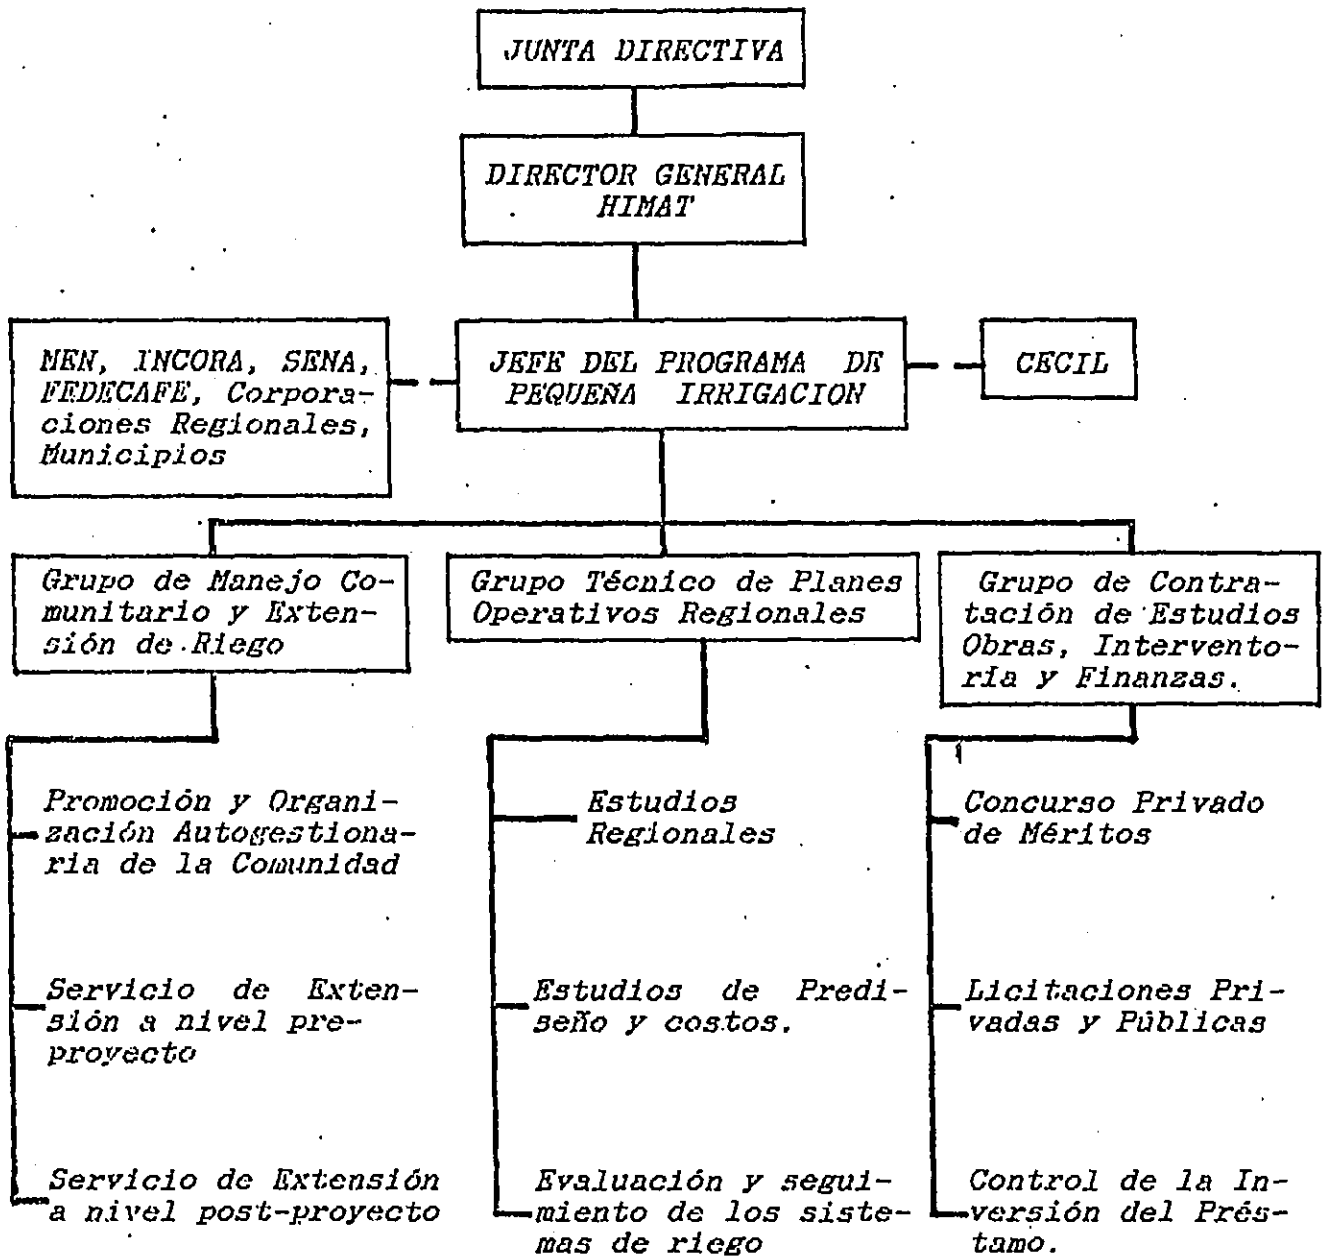 JUNTA DIRECTIVA
DIRECTOR GENERAL
HIMAT
MEN, INCORA, SENA,
FEDECAFE, Corpora-
ciones Regionales,
Municipios
JEFE DEL PROGRAMA DE
PEQUEÑA IRRIGACION
CECIL
Grupo de Manejo Co-
munitario y Exten-
sión de Riego
Grupo Técnico de Planes
Operativos Regionales
Grupo de Contra-
tación de Estudios
Obras, Intervento-
ria y Finanzas.
Promoción y Organi-
zación Autogestiona-
ria de la Comunidad
Servicio de Exten-
sión a nivel pre-
proyecto
Servicio de Extensión
a nivel post-proyecto
Estudios
Regionales
Estudios de Predi-
seño y costos.
Evaluación y segui-
miento de los siste-
mas de riego
Concurso Privado
de Méritos
Licitaciones Pri-
vadas y Públicas
Control de la In-
versión del Prés-
tamo.